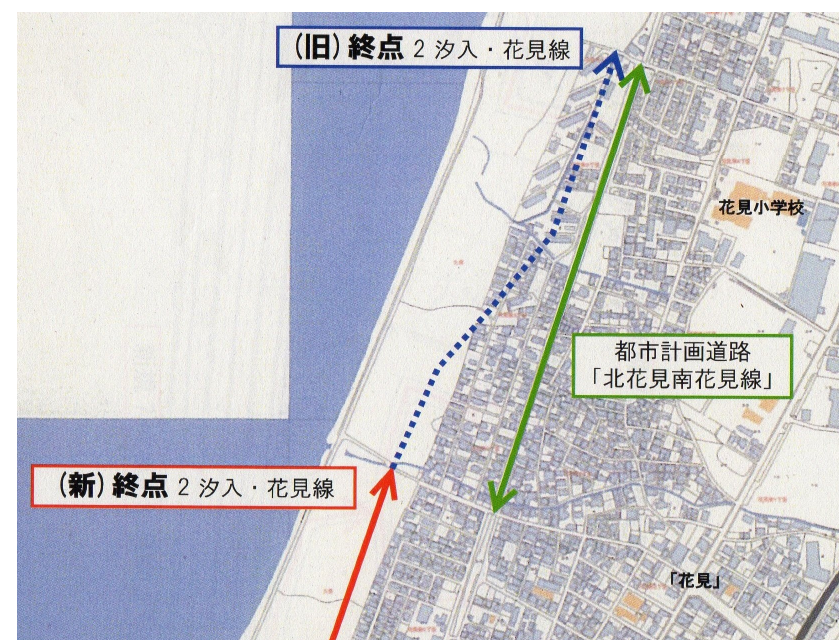 (旧)終点 2 汐入・花見線
花見小学校
都市計画道路
「北花見南花見線」
(新)終点 2 汐入・花見線
「花見」